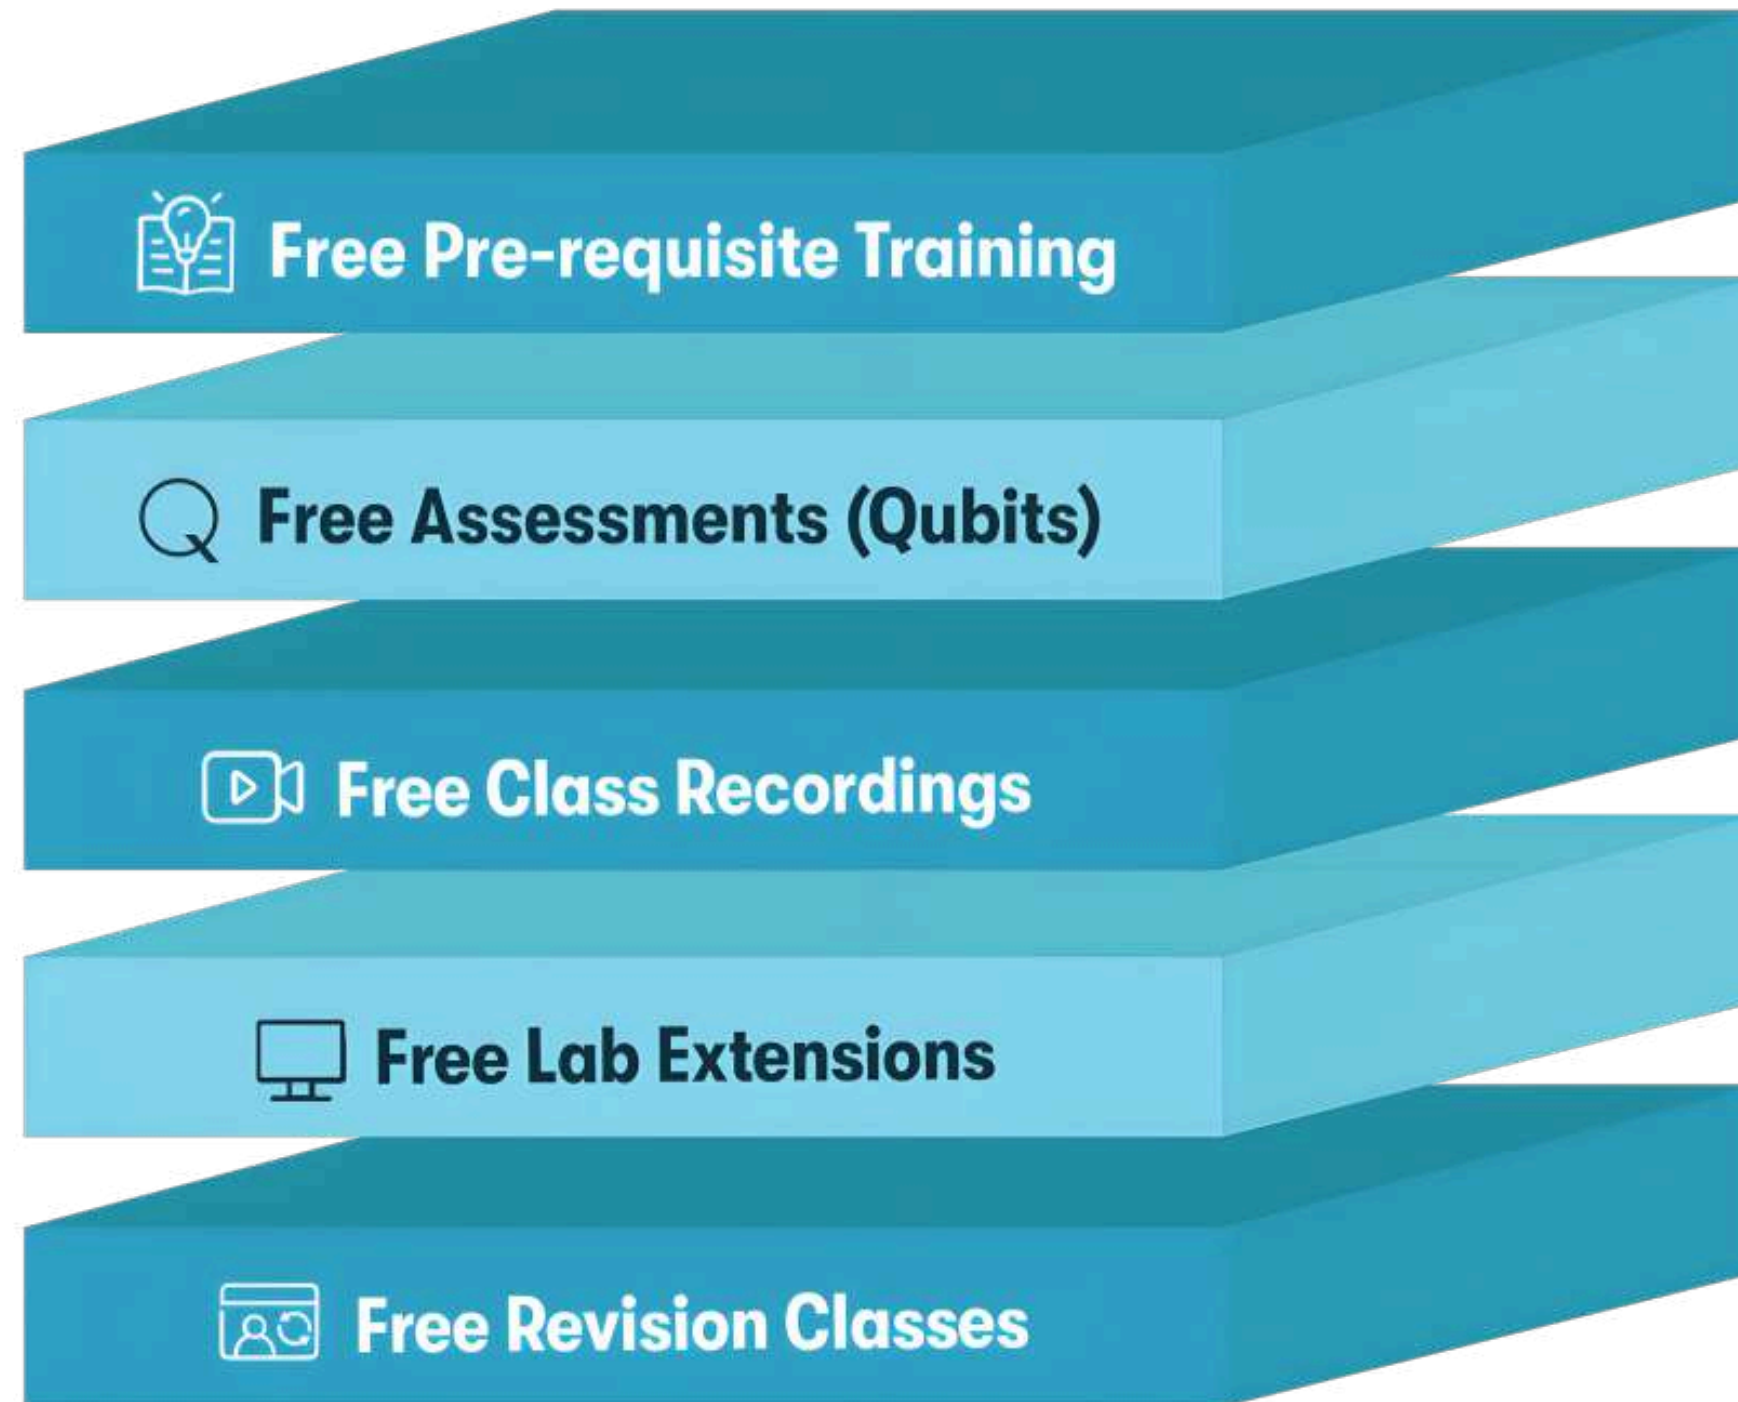 Free Pre-requisite Training
Free Assessments (Qubits)
Free Class Recordings
Free Lab Extensions
Free Revision Classes